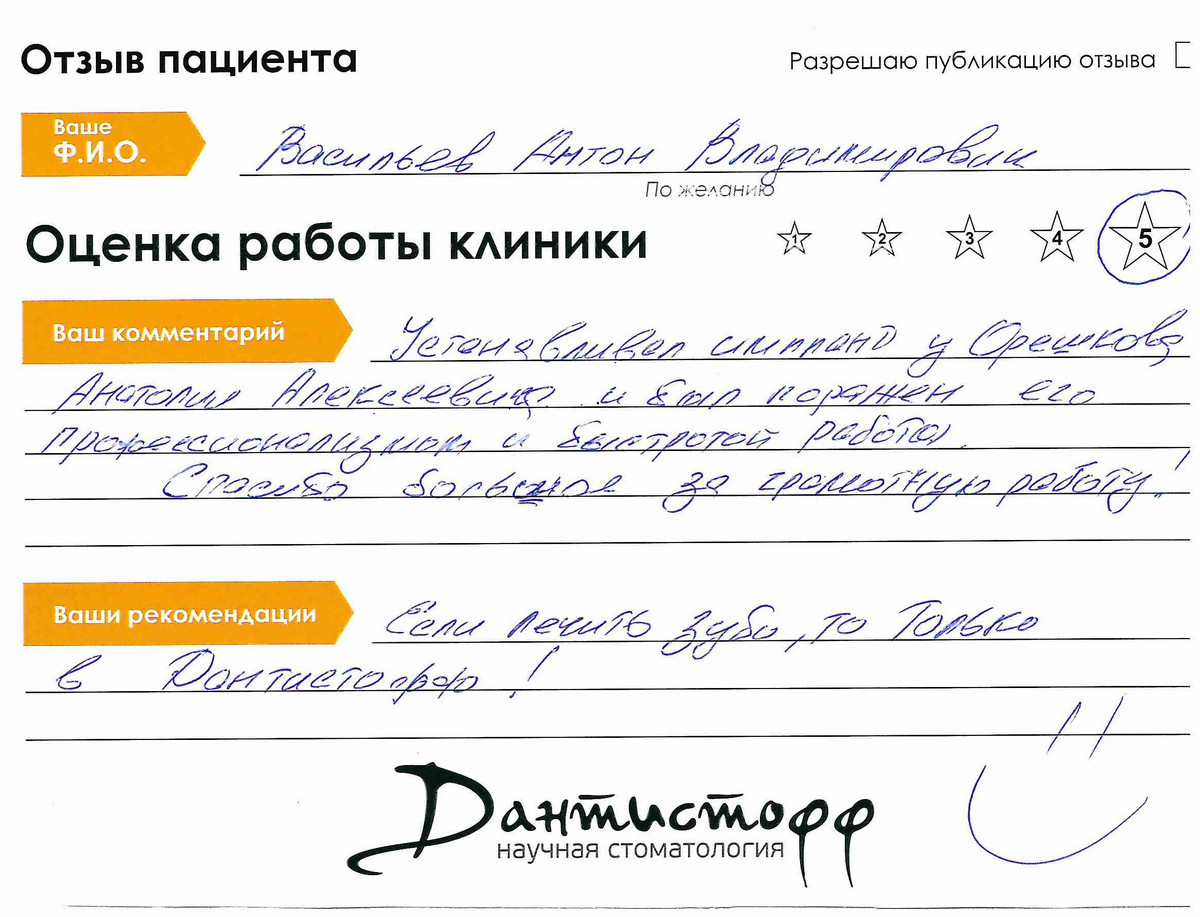 Отзыв пациента
Разрешаю публикацию отзыва
Ваше
Ф.И.О.
Васильев Антон Владимирович
По желанию
Оценка работы клиники
1 2 3 4 5
Ваш комментарий
Устанавливал имплант у Орешкова
Анатолия Алексеевича и был поражен его
профессионализмом и быстротой работы.
Спасибо большое за грамотную работу!
Ваши рекомендации
Если лечить зубы, то только
в Дантистофф!
Дантистофф
научная стоматология